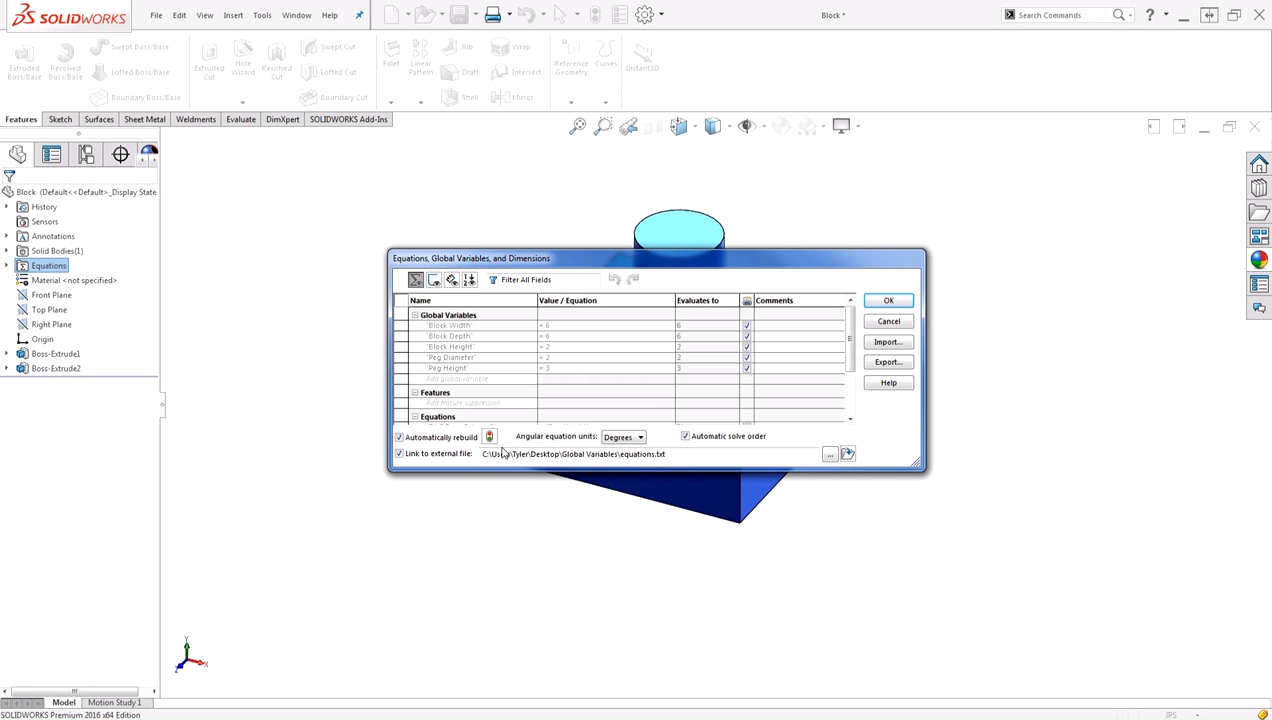 SOLIDWORKS File Edit View Insert Tools Window Help Block * Search Commands ?
Extruded Boss/Base
Revolved Boss/Base
Swept Boss/Base
Lofted Boss/Base
Boundary Boss/Base
Extruded Cut
Hole Wizard
Revolved Cut
Swept Cut
Lofted Cut
Boundary Cut
Fillet
Linear Pattern
Rib
Draft
Shell
Wrap
Intersect
Mirror
Reference Geometry
Curves
Instant3D
Features Sketch Surfaces Sheet Metal Weldments Evaluate DimXpert SOLIDWORKS Add-Ins
Block (Default<<Default>_Display State
History
Sensors
Annotations
Solid Bodies(1)
Equations
Material <not specified>
Front Plane
Top Plane
Right Plane
Origin
Boss-Extrude1
Boss-Extrude2
Equations, Global Variables, and Dimensions
Filter All Fields
Name Value / Equation Evaluates to Comments
Global Variables
"Block Width" = 6 6
"Block Depth" = 6 6
"Block Height" = 2 2
"Peg Diameter" = 2 2
"Peg Height" = 3 3
Add global variable
Features
Add feature suppression
Equations
OK
Cancel
Import...
Export...
Help
Automatically rebuild Angular equation units: Degrees Automatic solve order
Link to external file: C:\Users\Tyler\Desktop\Global Variables\equations.txt ...
Y
X
Z
Model Motion Study 1
SOLIDWORKS Premium 2016 x64 Edition IPS